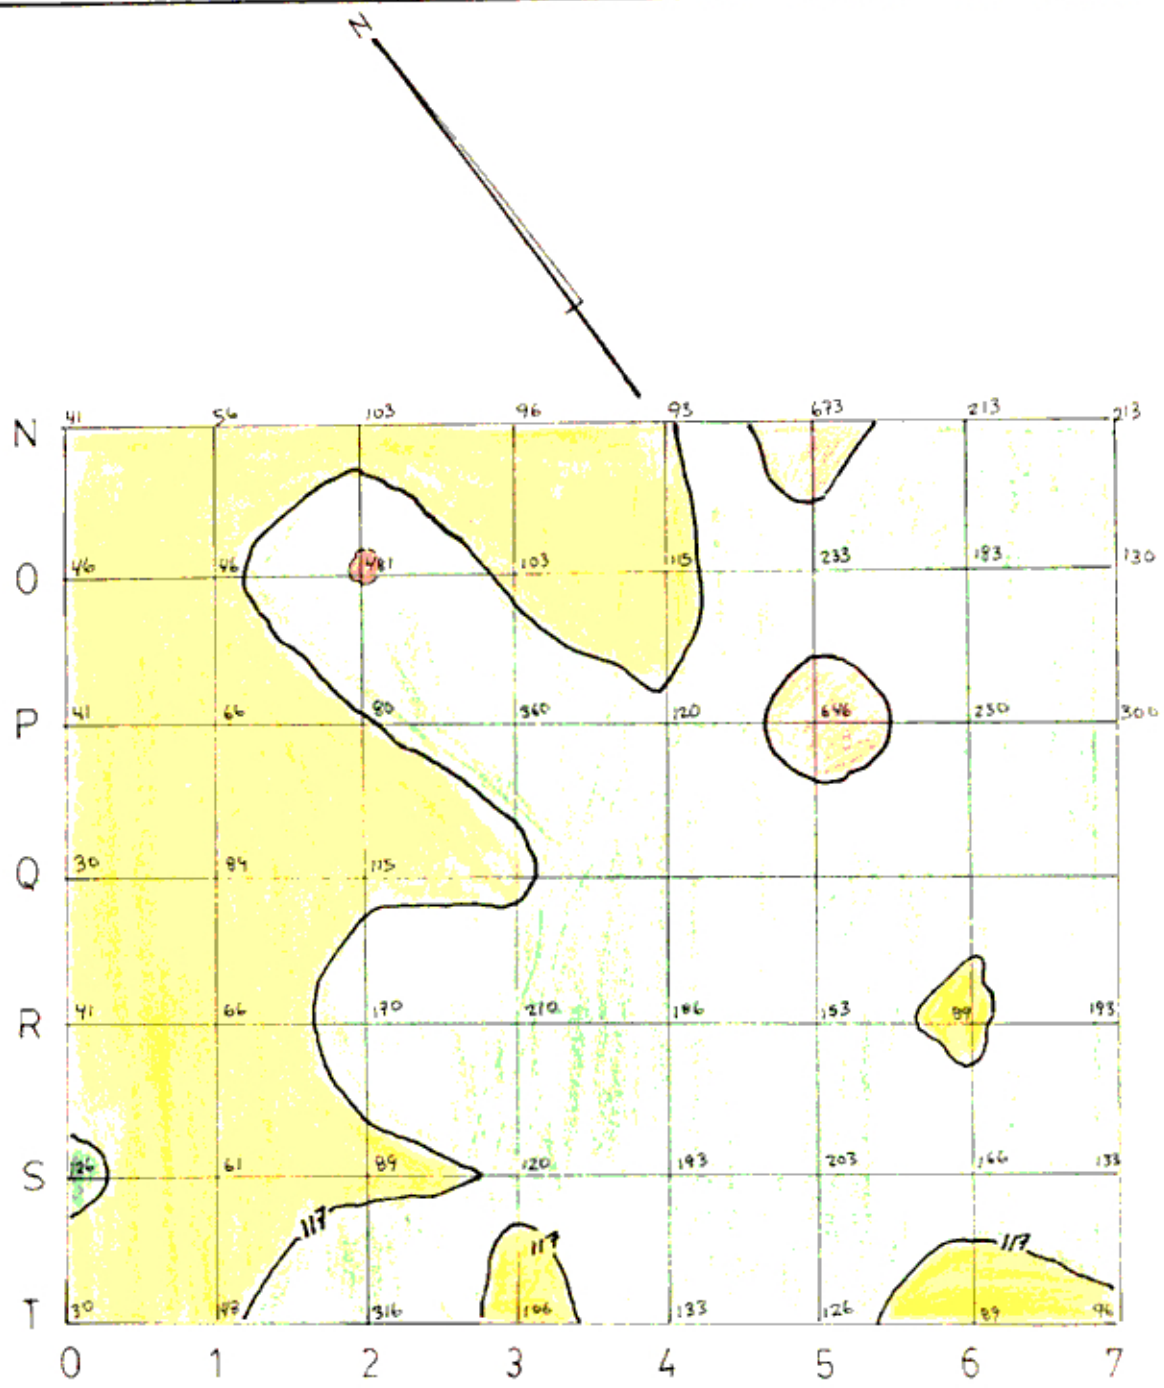 N
41 56 103 96 93 673 213 213
N
46 46 481 103 115 233 183 130
O
41 66 80 360 120 646 230 300
P
30 84 115
Q
41 66 170 210 186 153 89 193
R
126 61 89 120 193 203 166 133
S
117 117 117
30 48 316 106 133 126 89 96
T
0 1 2 3 4 5 6 7